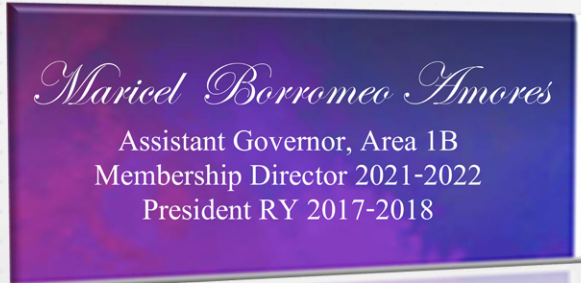 Maricel Borromeo Amores
Assistant Governor, Area 1B
Membership Director 2021-2022
President RY 2017-2018